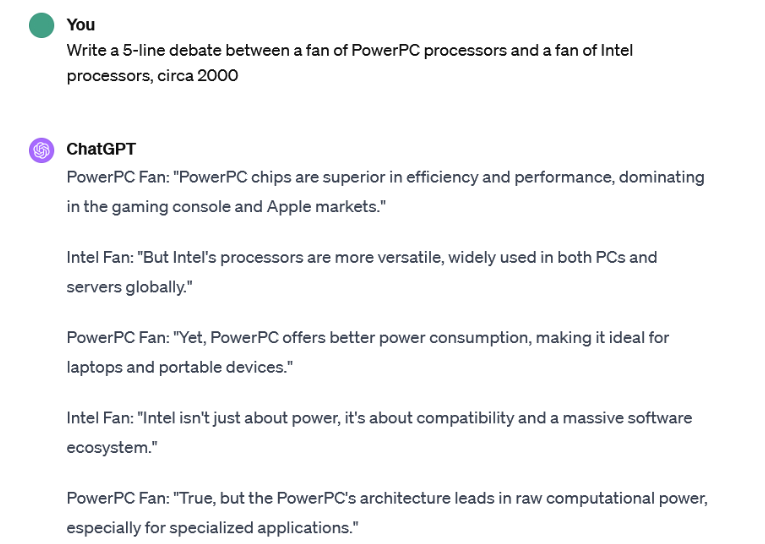 You
Write a 5-line debate between a fan of PowerPC processors and a fan of Intel
processors, circa 2000
ChatGPT
PowerPC Fan: "PowerPC chips are superior in efficiency and performance, dominating
in the gaming console and Apple markets."
Intel Fan: "But Intel's processors are more versatile, widely used in both PCs and
servers globally."
PowerPC Fan: "Yet, PowerPC offers better power consumption, making it ideal for
laptops and portable devices."
Intel Fan: "Intel isn't just about power, it's about compatibility and a massive software
ecosystem."
PowerPC Fan: "True, but the PowerPC's architecture leads in raw computational power,
especially for specialized applications."